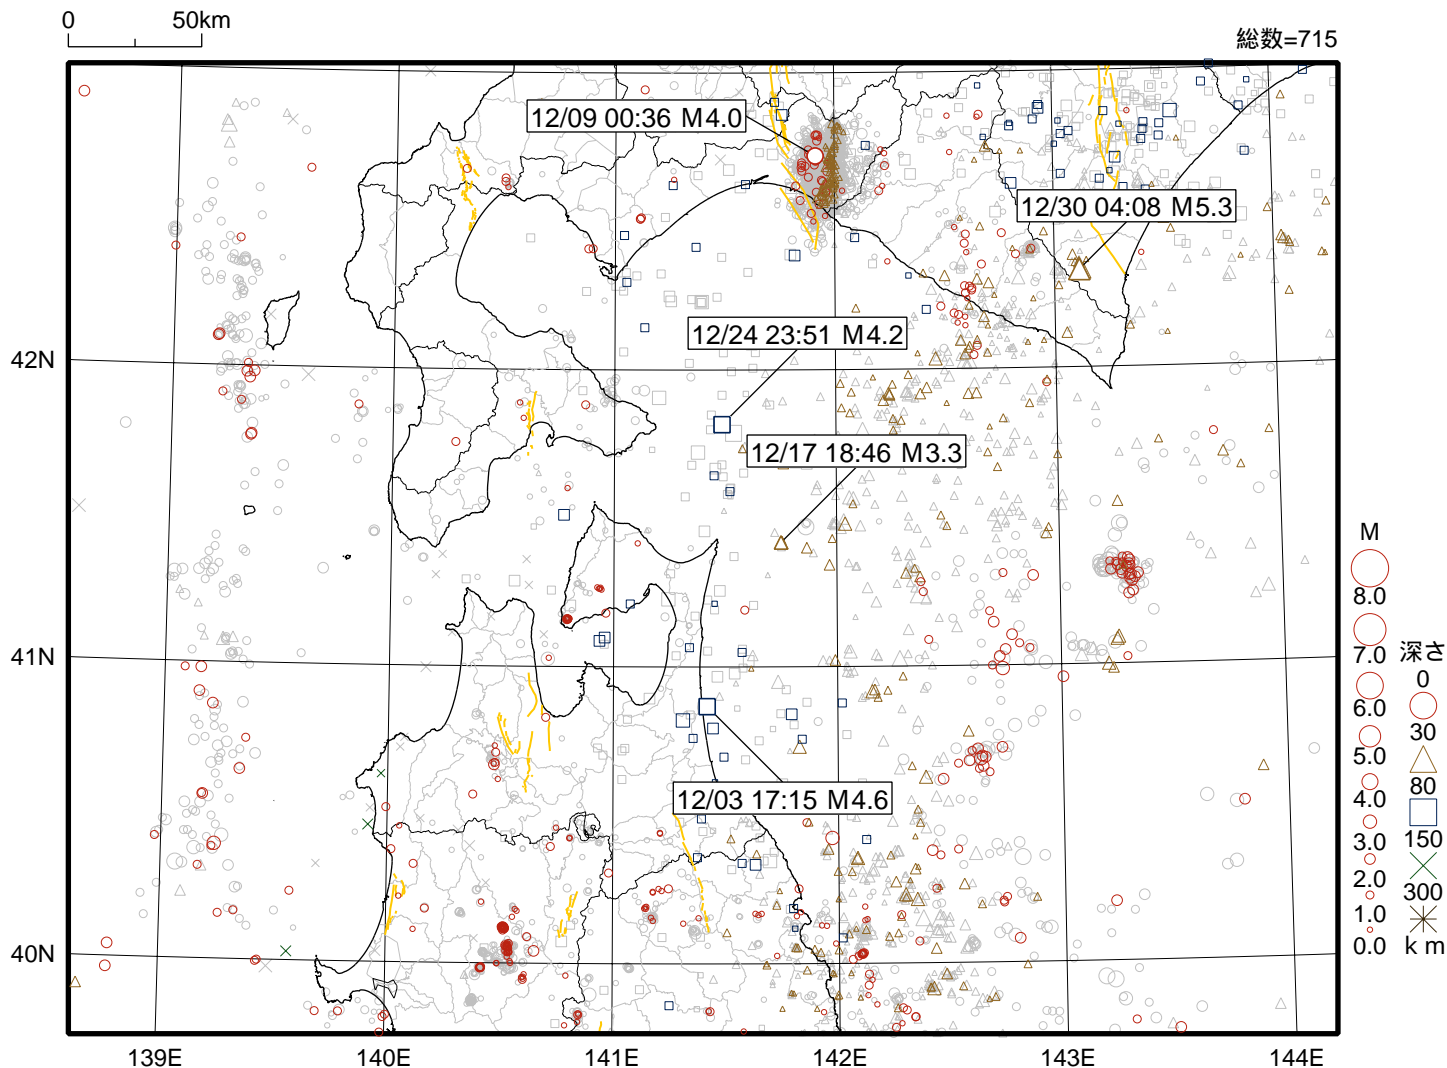 0 50km
総数=715
12/09 00:36 M4.0
12/30 04:08 M5.3
12/24 23:51 M4.2
12/17 18:46 M3.3
12/03 17:15 M4.6
42N
41N
40N
139E 140E 141E 142E 143E 144E
M
8.0
7.0
6.0
5.0
4.0
3.0
2.0
1.0
0.0
深さ
0
30
80
150
300
km